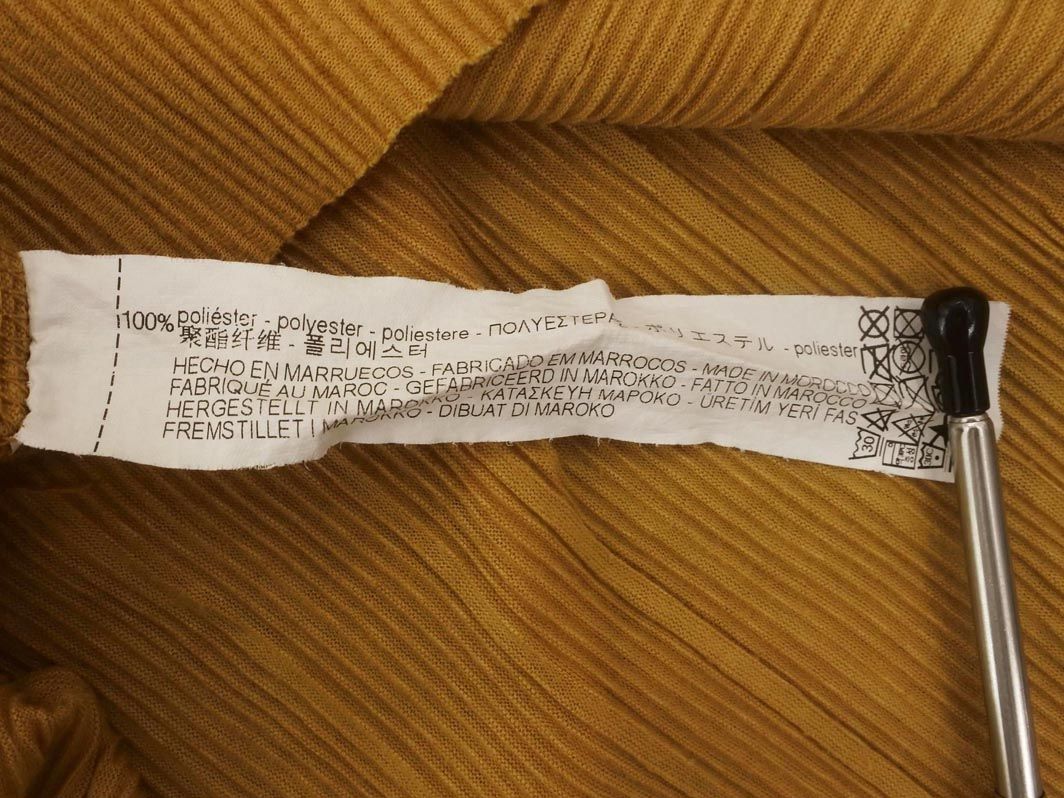 100% poliéster - polyester - poliestere - ΠΟΛΥΕΣΤΕΡΑ - ポリエステル - poliester
聚酯纤维 - 폴리에스터
HECHO EN MARRUECOS - FABRICADO EM MARROCOS - MADE IN MOROCCO
FABRIQUÉ AU MAROC - GEFABRICEERD IN MAROKKO - FATTO IN MAROCCO
HERGESTELLT IN MAROKKO - ΚΑΤΑΣΚΕΥΗ ΜΑΡΟΚΟ - ÜRETİM YERİ FAS
FREMSTILLET I MAROKKO - DIBUAT DI MAROKO
30